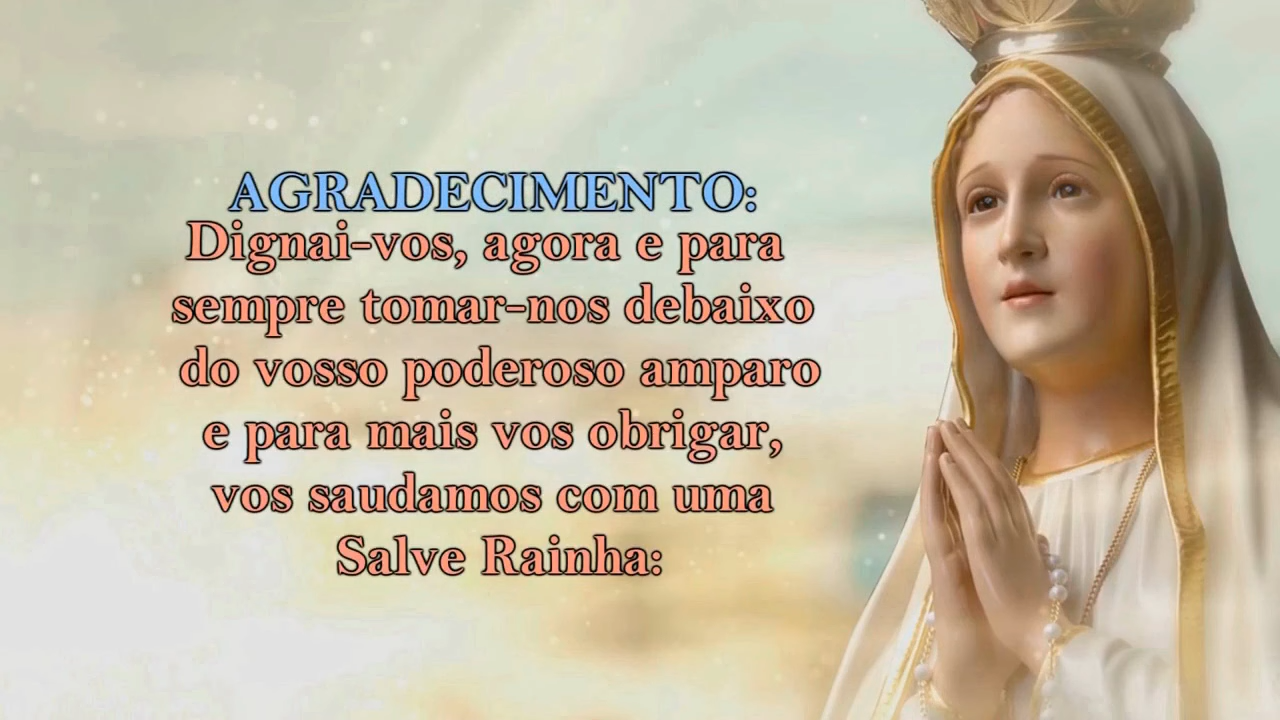 AGRADECIMENTO:
Dignai-vos, agora e para
sempre tomar-nos debaixo
do vosso poderoso amparo
e para mais vos obrigar,
vos saudamos com uma
Salve Rainha: